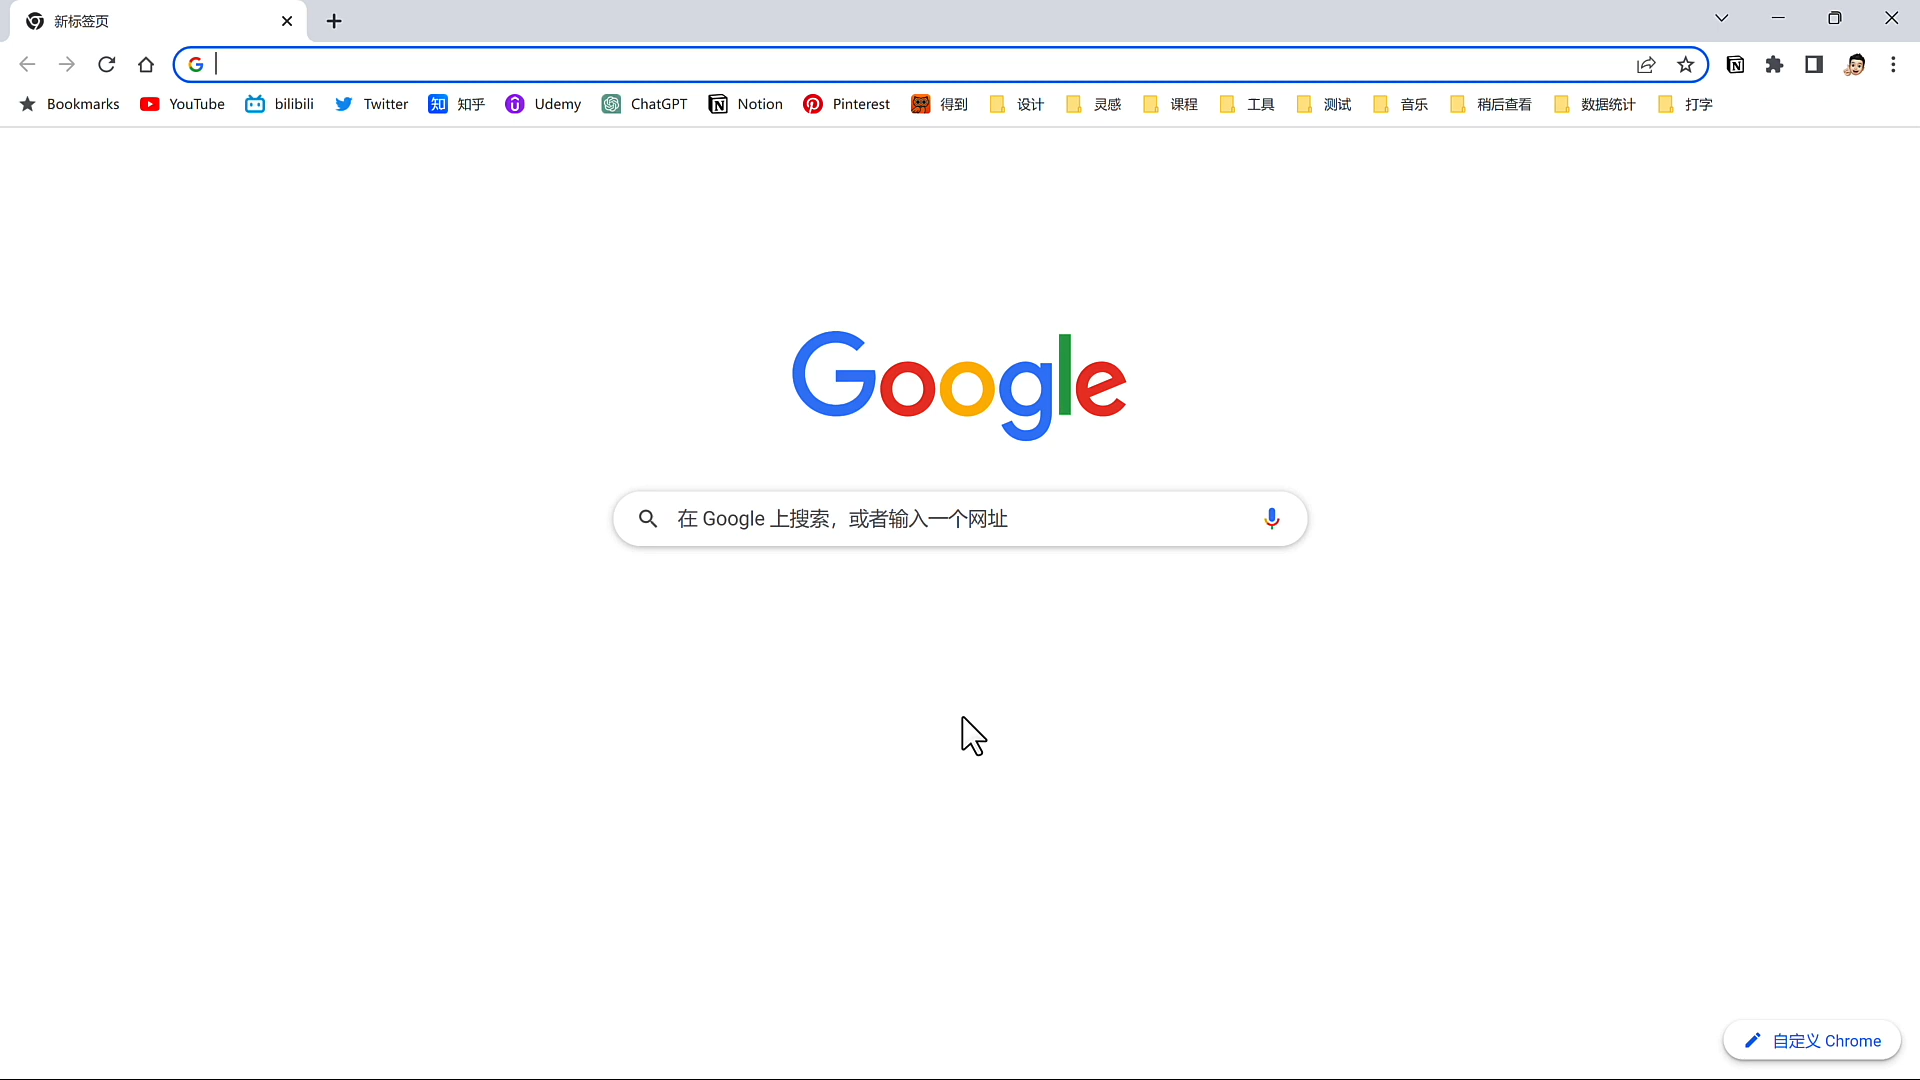 新标签页
Bookmarks YouTube bilibili Twitter 知 知乎 Udemy ChatGPT Notion Pinterest 得到 设计 灵感 课程 工具 测试 音乐 稍后查看 数据统计 打字
Google
在 Google 上搜索，或者输入一个网址
自定义 Chrome